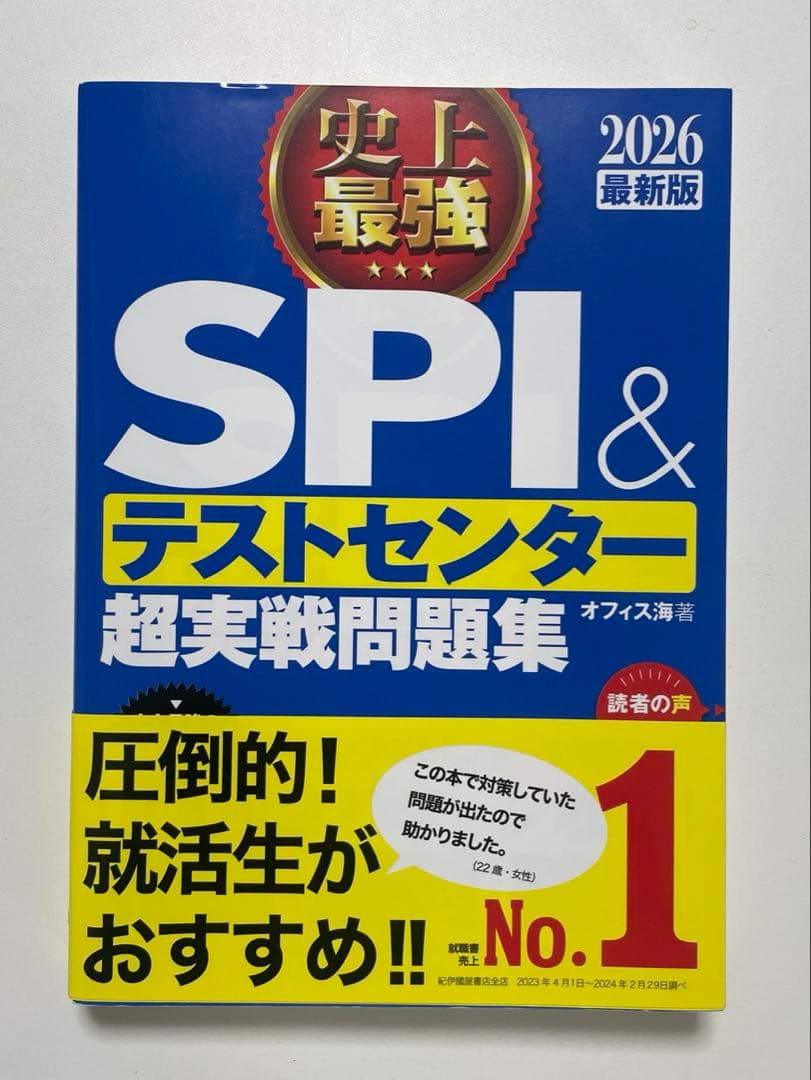 史上
最強
2026
最新版
SPI&
テストセンター
超実戦問題集
オフィス海著
読者の声
圧倒的!
就活生が
おすすめ!!
この本で対策していた
問題が出たので
助かりました。
(22歳・女性)
就職書
売上
No.1
紀伊國屋書店全店 2023年4月1日~2024年2月29日調べ